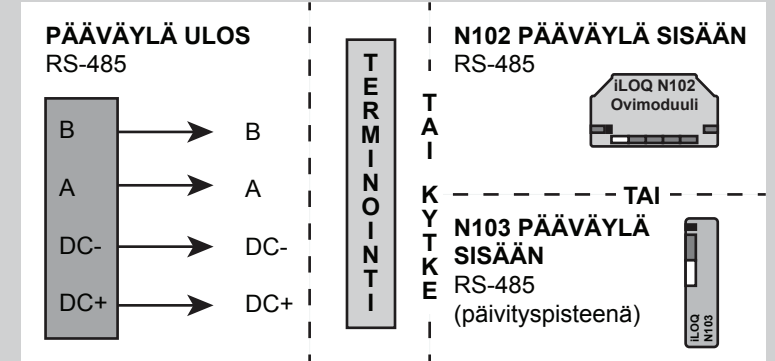 PÄÄVÄYLÄ ULOS
RS-485
B
B
A
A
DC-
DC-
DC+
DC+
TERMINOINTI
TAI KYTKE
N102 PÄÄVÄYLÄ SISÄÄN
RS-485
iLOQ N102
Ovimoduuli
TAI
N103 PÄÄVÄYLÄ
SISÄÄN
RS-485
(päivityspisteenä)
iLOQ
N103